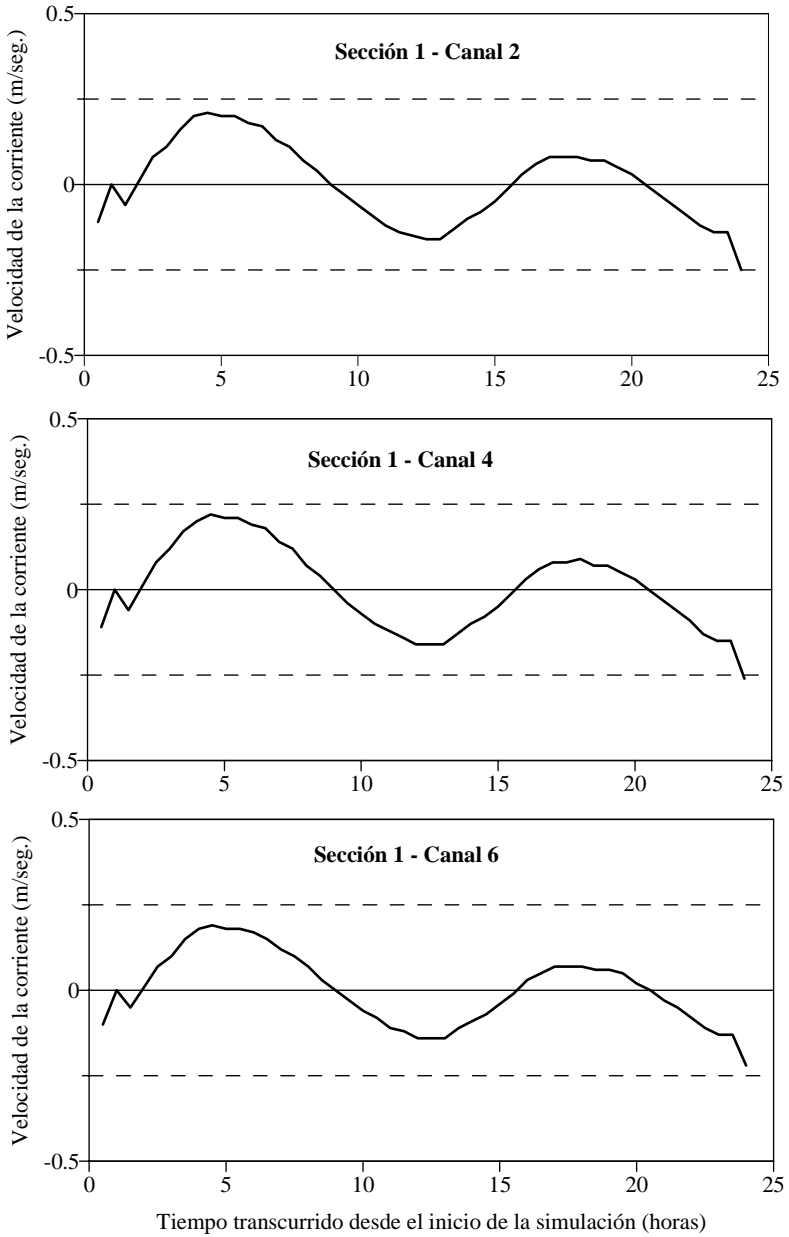 0.5
Sección 1 - Canal 2
Velocidad de la corriente (m/seg.)
0
-0.5
0 5 10 15 20 25
0.5
Sección 1 - Canal 4
Velocidad de la corriente (m/seg.)
0
-0.5
0 5 10 15 20 25
0.5
Sección 1 - Canal 6
Velocidad de la corriente (m/seg.)
0
-0.5
0 5 10 15 20 25
Tiempo transcurrido desde el inicio de la simulación (horas)